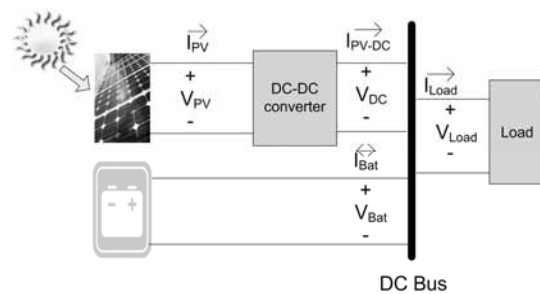 I_PV
I_PV-DC
+
V_PV
-
DC-DC
converter
+
V_DC
-
I_Load
+
V_Load
-
Load
I_Bat
- +
+
V_Bat
-
DC Bus